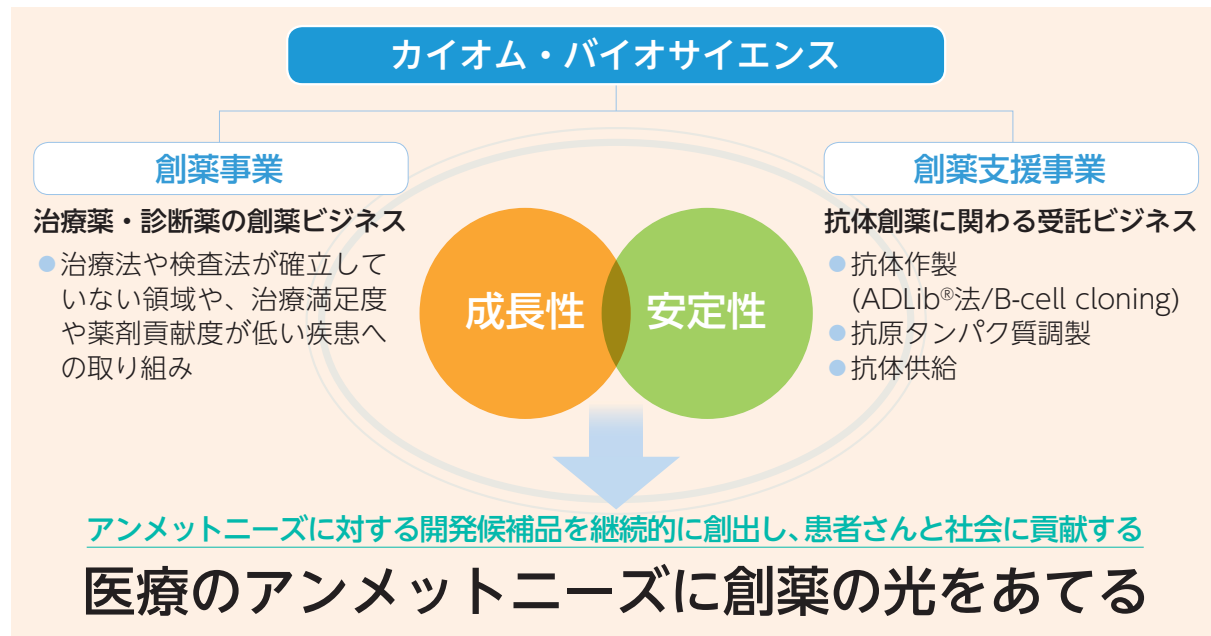 カイオム・バイオサイエンス
創薬事業
治療薬・診断薬の創薬ビジネス
●治療法や検査法が確立して
いない領域や、治療満足度
や薬剤貢献度が低い疾患へ
の取り組み
成長性
安定性
創薬支援事業
抗体創薬に関わる受託ビジネス
●抗体作製
(ADLib®法/B-cell cloning)
●抗原タンパク質調製
●抗体供給
アンメットニーズに対する開発候補品を継続的に創出し、患者さんと社会に貢献する
医療のアンメットニーズに創薬の光をあてる